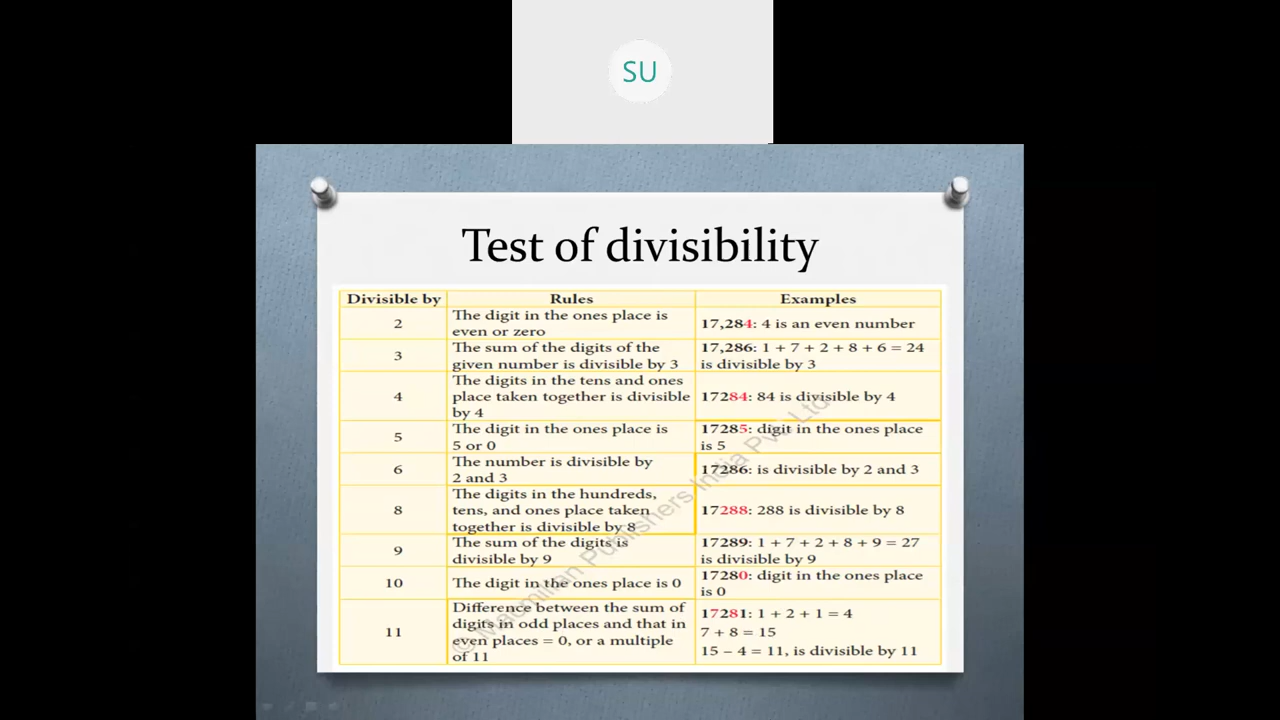 SU
Test of divisibility
Divisible by Rules Examples
2 The digit in the ones place is
even or zero 17,284: 4 is an even number
3 The sum of the digits of the
given number is divisible by 3 17,286: 1 + 7 + 2 + 8 + 6 = 24
is divisible by 3
4 The digits in the tens and ones
place taken together is divisible
by 4 17284: 84 is divisible by 4
5 The digit in the ones place is
5 or 0 17285: digit in the ones place
is 5
6 The number is divisible by
2 and 3 17286: is divisible by 2 and 3
8 The digits in the hundreds,
tens, and ones place taken
together is divisible by 8 17288: 288 is divisible by 8
9 The sum of the digits is
divisible by 9 17289: 1 + 7 + 2 + 8 + 9 = 27
is divisible by 9
10 The digit in the ones place is 0 17280: digit in the ones place
is 0
11 Difference between the sum of
digits in odd places and that in
even places = 0, or a multiple
of 11 17281: 1 + 2 + 1 = 4
7 + 8 = 15
15 – 4 = 11, is divisible by 11
© Macmillan Publishers India Pvt. Ltd